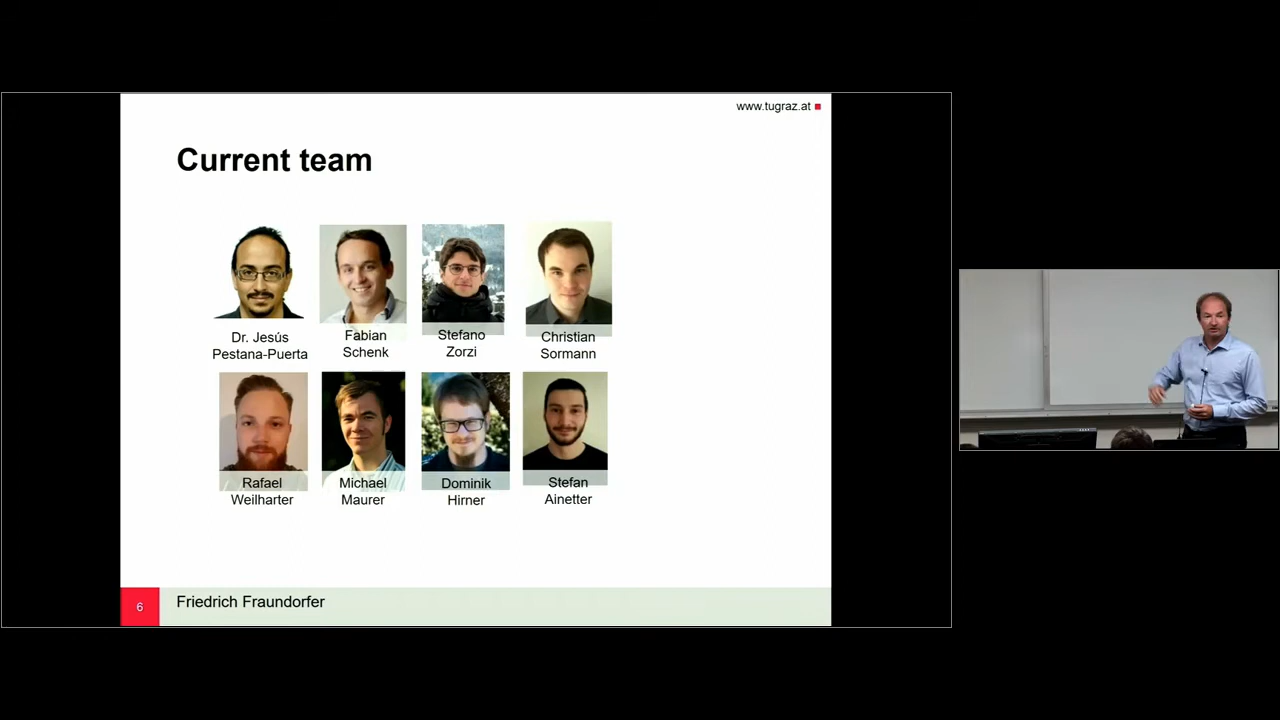 www.tugraz.at
Current team
Dr. Jesús
Pestana-Puerta
Fabian
Schenk
Stefano
Zorzi
Christian
Sormann
Rafael
Weilharter
Michael
Maurer
Dominik
Hirner
Stefan
Ainetter
6
Friedrich Fraundorfer